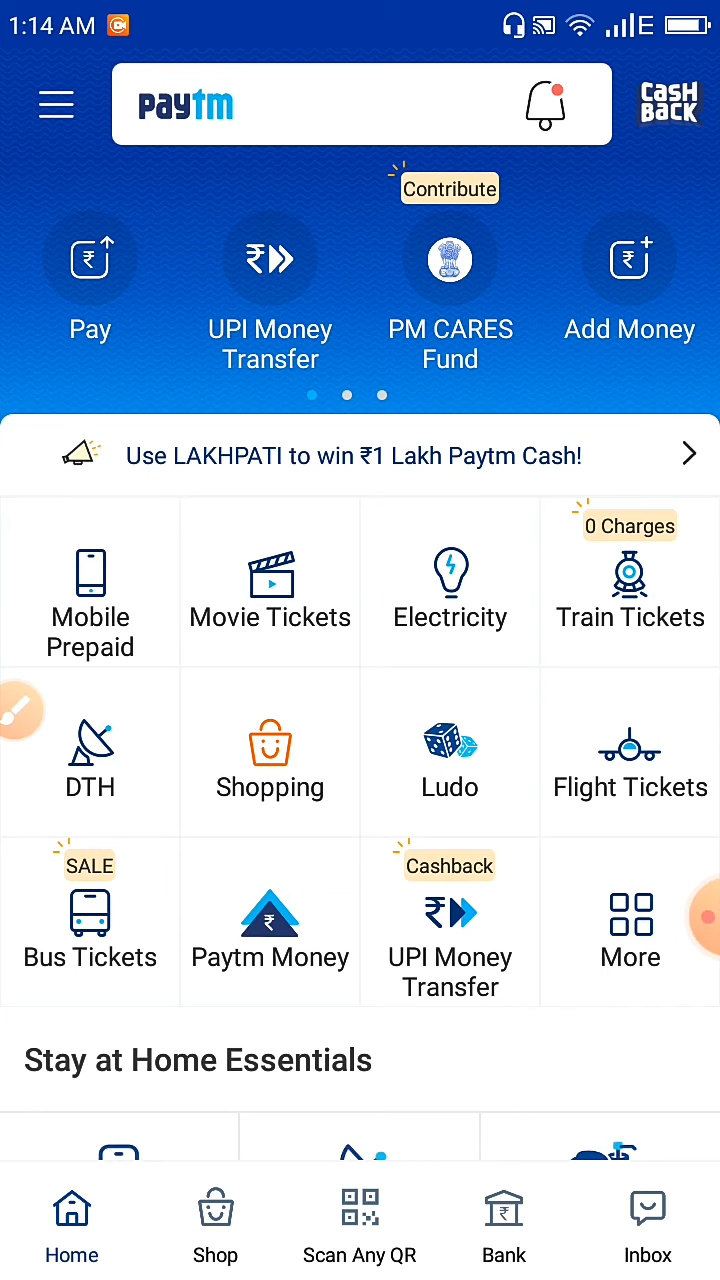 1:14 AM
E
paytm
CASH
BACK
Contribute
Pay
UPI Money
Transfer
PM CARES
Fund
Add Money
Use LAKHPATI to win ₹1 Lakh Paytm Cash!
0 Charges
Mobile
Prepaid
Movie Tickets
Electricity
Train Tickets
DTH
Shopping
Ludo
Flight Tickets
SALE
Cashback
Bus Tickets
Paytm Money
UPI Money
Transfer
More
Stay at Home Essentials
Home
Shop
Scan Any QR
Bank
Inbox